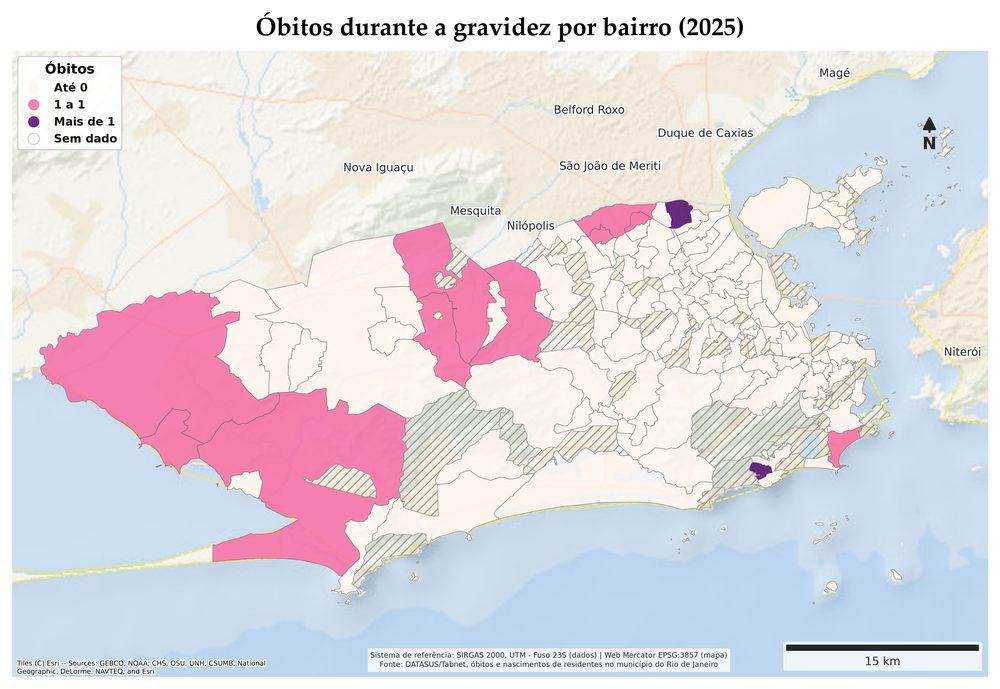 Óbitos durante a gravidez por bairro (2025)
Óbitos
Até 0
1 a 1
Mais de 1
Sem dado
Magé
Belford Roxo
Duque de Caxias
São João de Meriti
Nova Iguaçu
N
Mesquita
Nilópolis
Niterói
Sistema de referência: SIRGAS 2000, UTM - Fuso 23S (dados) | Web Mercator EPSG:3857 (mapa)
Fonte: DATASUS/Tabnet, óbitos e nascimentos de residentes no município do Rio de Janeiro
15 km
Tiles (C) Esri -- Sources: GEBCO, NOAA, CHS, OSU, UNH, CSUMB, National
Geographic, DeLorme, NAVTEQ, and Esri